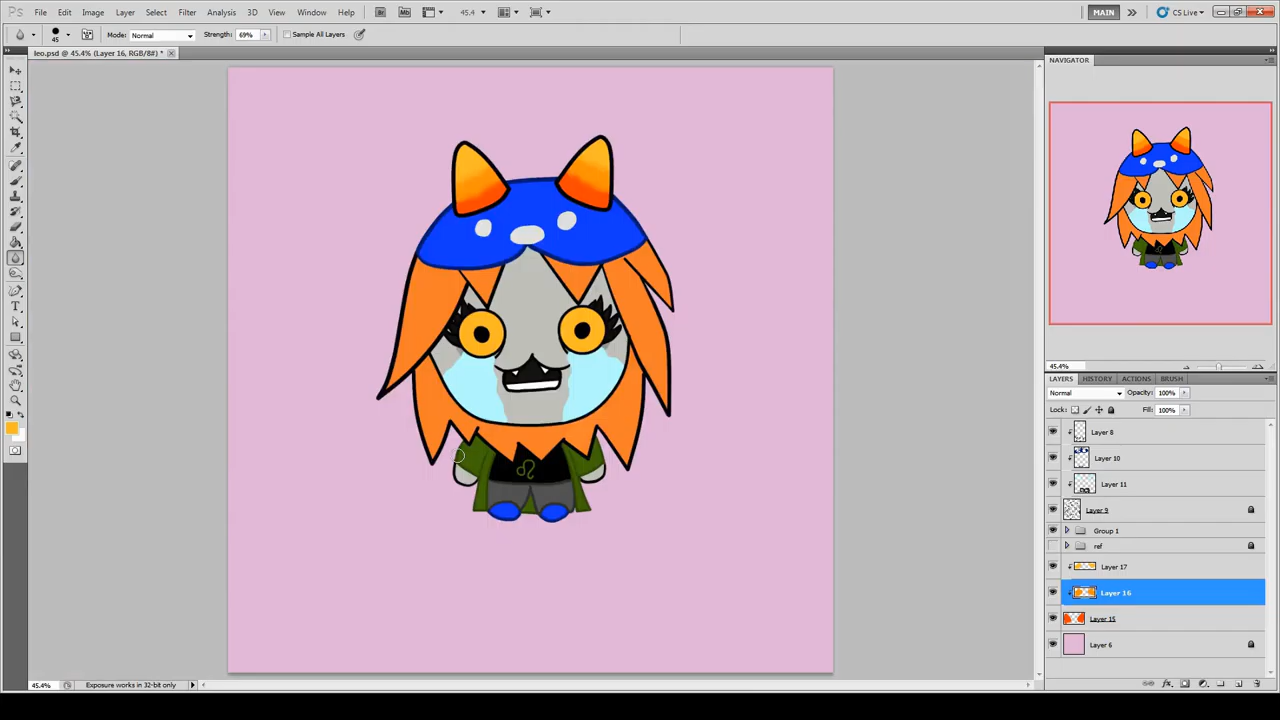 Ps File Edit Image Layer Select Filter Analysis 3D View Window Help Br Mb 45.4 MAIN CS Live
Mode: Normal Strength: 69% Sample All Layers
45
leo.psd @ 45.4% (Layer 16, RGB/8#) *
NAVIGATOR
45.4%
LAYERS HISTORY ACTIONS BRUSH
Normal Opacity: 100%
Lock: Fill: 100%
Layer 8
Layer 10
Layer 11
Layer 9
Group 1
ref
Layer 17
Layer 16
Layer 15
Layer 6
45.4% Exposure works in 32-bit only